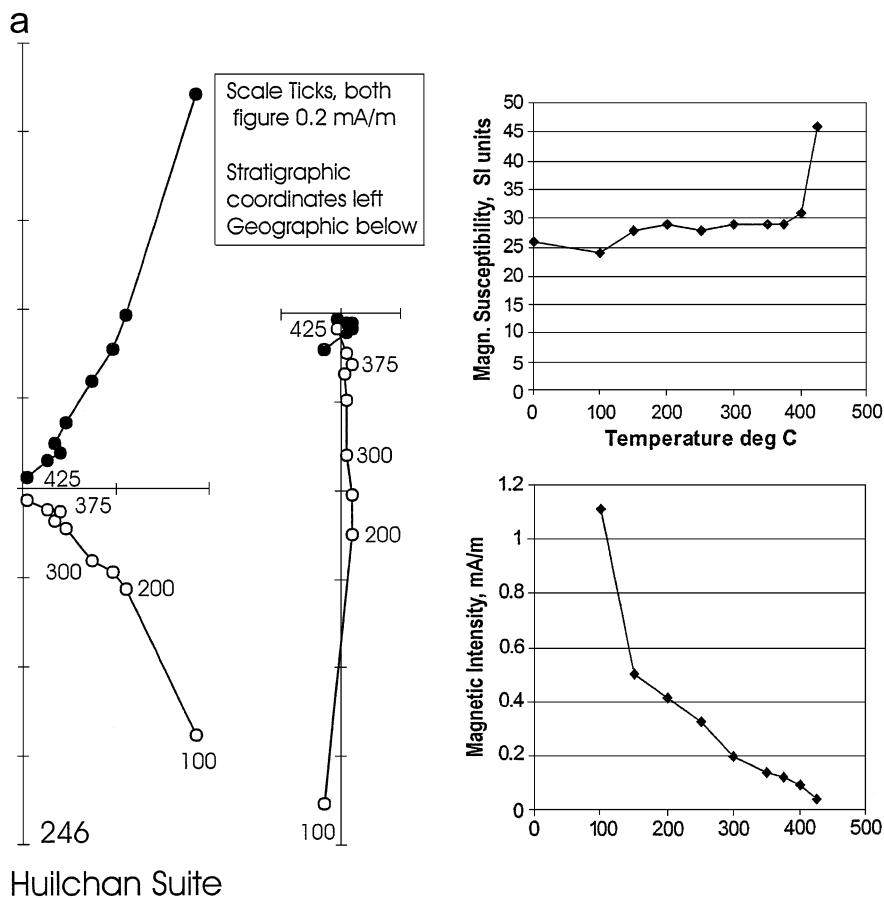 a
Scale Ticks, both
figure 0.2 mA/m
Stratigraphic
coordinates left
Geographic below
425
375
300
200
100
246
425
375
300
200
100
Huilchan Suite
Magn. Susceptibility, SI units
50
45
40
35
30
25
20
15
10
5
0
0 100 200 300 400 500
Temperature deg C
Magnetic Intensity, mA/m
1.2
1
0.8
0.6
0.4
0.2
0
0 100 200 300 400 500